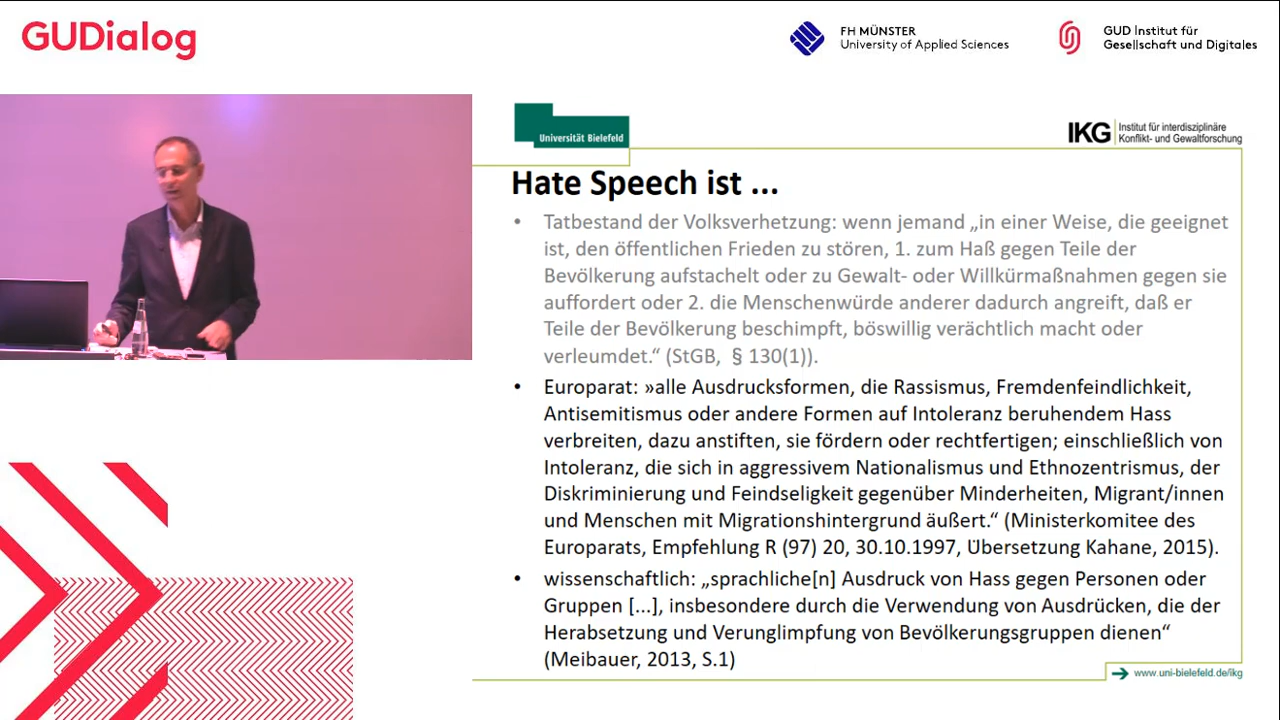 GUDialog
FH MÜNSTER
University of Applied Sciences
GUD Institut für
Gesellschaft und Digitales
Universität Bielefeld
IKG
Institut für interdisziplinäre
Konflikt- und Gewaltforschung
Hate Speech ist ...
• Tatbestand der Volksverhetzung: wenn jemand „in einer Weise, die geeignet
ist, den öffentlichen Frieden zu stören, 1. zum Haß gegen Teile der
Bevölkerung aufstachelt oder zu Gewalt- oder Willkürmaßnahmen gegen sie
auffordert oder 2. die Menschenwürde anderer dadurch angreift, daß er
Teile der Bevölkerung beschimpft, böswillig verächtlich macht oder
verleumdet.“ (StGB, § 130(1)).
• Europarat: »alle Ausdrucksformen, die Rassismus, Fremdenfeindlichkeit,
Antisemitismus oder andere Formen auf Intoleranz beruhendem Hass
verbreiten, dazu anstiften, sie fördern oder rechtfertigen; einschließlich von
Intoleranz, die sich in aggressivem Nationalismus und Ethnozentrismus, der
Diskriminierung und Feindseligkeit gegenüber Minderheiten, Migrant/innen
und Menschen mit Migrationshintergrund äußert.“ (Ministerkomitee des
Europarats, Empfehlung R (97) 20, 30.10.1997, Übersetzung Kahane, 2015).
• wissenschaftlich: „sprachliche[n] Ausdruck von Hass gegen Personen oder
Gruppen [...], insbesondere durch die Verwendung von Ausdrücken, die der
Herabsetzung und Verunglimpfung von Bevölkerungsgruppen dienen“
(Meibauer, 2013, S.1)
www.uni-bielefeld.de/ikg